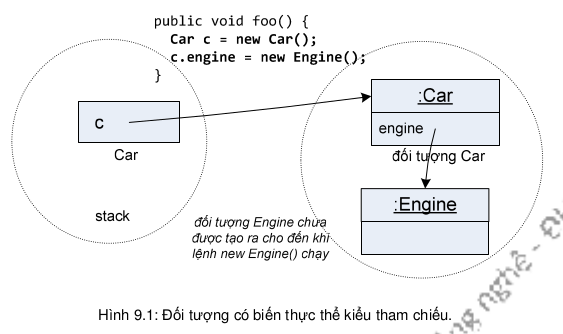 public void foo() {
Car c = new Car();
c.engine = new Engine();
}
c
Car
stack
:Car
engine
đối tượng Car
:Engine
đối tượng Engine chưa
được tạo ra cho đến khi
lệnh new Engine() chạy
Hình 9.1: Đối tượng có biến thực thể kiểu tham chiếu.